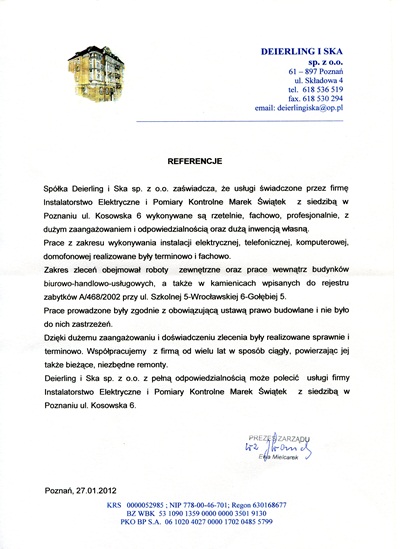 DEIERLING I SKA
sp. z o.o.
61 – 897 Poznań
ul. Składowa 4
tel. 618 536 519
fax. 618 530 294
email: deierlingiska@op.pl
REFERENCJE
Spółka Deierling i Ska sp. z o.o. zaświadcza, że usługi świadczone przez firmę
Instalatorstwo Elektryczne i Pomiary Kontrolne Marek Świątek z siedzibą w
Poznaniu ul. Kosowska 6 wykonywane są rzetelnie, fachowo, profesjonalnie, z
dużym zaangażowaniem i odpowiedzialnością oraz dużą inwencją własną.
Prace z zakresu wykonywania instalacji elektrycznej, telefonicznej, komputerowej,
domofonowej realizowane były terminowo i fachowo.
Zakres zleceń obejmował roboty zewnętrzne oraz prace wewnątrz budynków
biurowo-handlowo-usługowych, a także w kamienicach wpisanych do rejestru
zabytków A/468/2002 przy ul. Szkolnej 5-Wrocławskiej 6-Gołębiej 5.
Prace prowadzone były zgodnie z obowiązującą ustawą prawo budowlane i nie było
do nich zastrzeżeń.
Dzięki dużemu zaangażowaniu i doświadczeniu zlecenia były realizowane sprawnie i
terminowo. Współpracujemy z firmą od wielu lat w sposób ciągły, powierzając jej
także bieżące, niezbędne remonty.
Deierling i Ska sp. z o.o. z pełną odpowiedzialnością może polecić usługi firmy
Instalatorstwo Elektryczne i Pomiary Kontrolne Marek Świątek z siedzibą w
Poznaniu ul. Kosowska 6.
PREZES ZARZĄDU
Ewa Mielcarek
Poznań, 27.01.2012
KRS 0000052985 ; NIP 778-00-46-701; Regon 630168677
BZ WBK 53 1090 1359 0000 0000 3501 9130
PKO BP S.A. 06 1020 4027 0000 1702 0485 5799